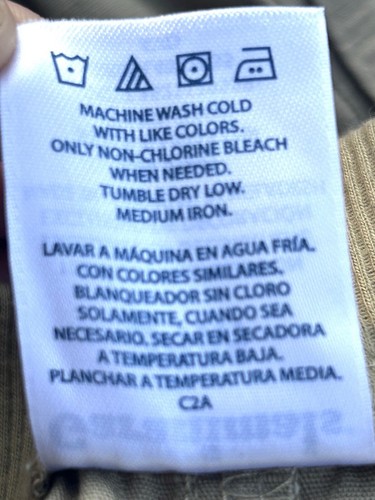 MACHINE WASH COLD
WITH LIKE COLORS.
ONLY NON-CHLORINE BLEACH
WHEN NEEDED.
TUMBLE DRY LOW.
MEDIUM IRON.
LAVAR A MÁQUINA EN AGUA FRÍA.
CON COLORES SIMILARES.
BLANQUEADOR SIN CLORO
SOLAMENTE, CUANDO SEA
NECESARIO. SECAR EN SECADORA
A TEMPERATURA BAJA.
PLANCHAR A TEMPERATURA MEDIA.
C2A